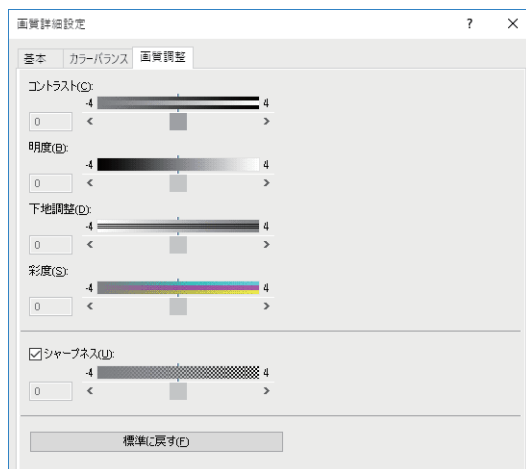 画質詳細設定 ? ×
基本 カラーバランス 画質調整
コントラスト(C):
-4 4
0 < >
明度(B):
-4 4
0 < >
下地調整(D):
-4 4
0 < >
彩度(S):
-4 4
0 < >
シャープネス(U):
-4 4
0 < >
標準に戻す(F)